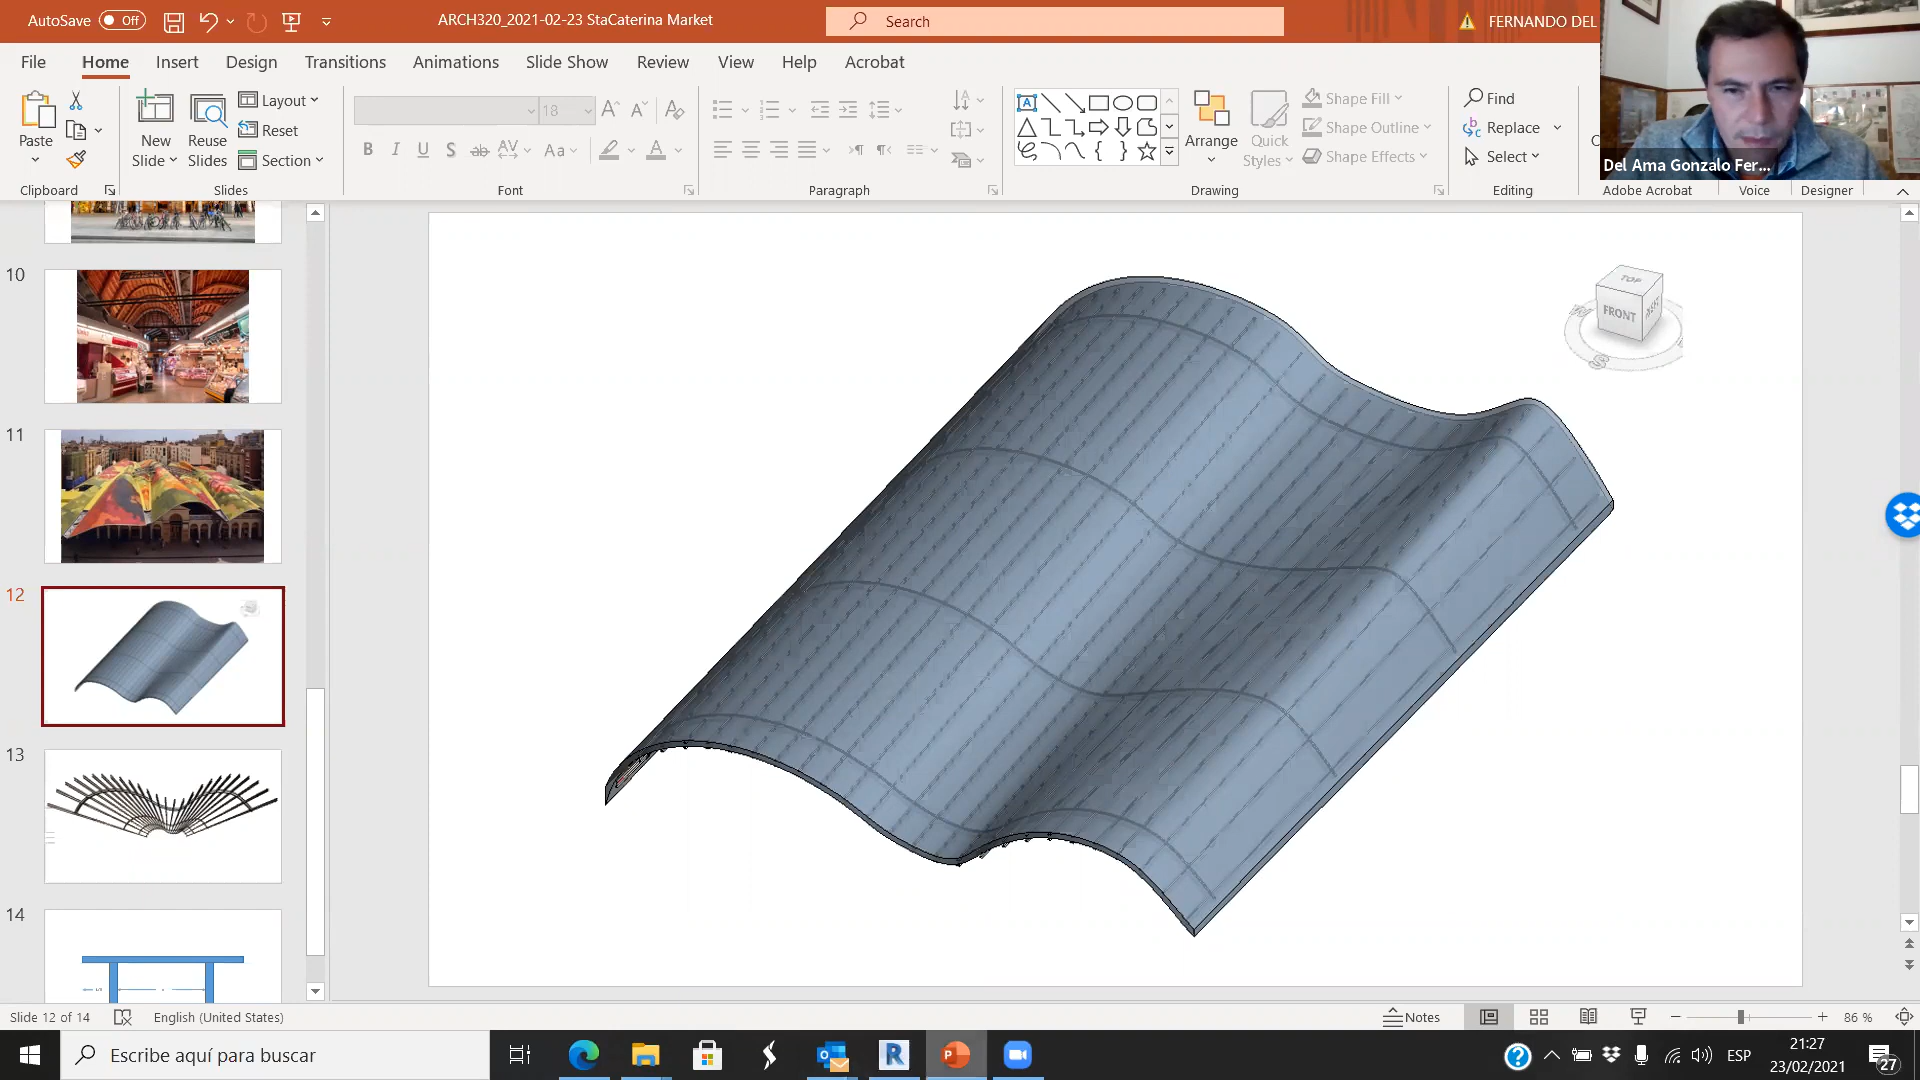 AutoSave Off
ARCH320_2021-02-23 StaCaterina Market
Search
FERNANDO DEL
File Home Insert Design Transitions Animations Slide Show Review View Help Acrobat
Paste
New Slide
Reuse Slides
Layout
Reset
Section
18
Aa
Arrange
Quick Styles
Shape Fill
Shape Outline
Shape Effects
Find
Replace
Select
Del Ama Gonzalo Fer...
Clipboard Slides Font Paragraph Drawing Editing Adobe Acrobat Voice Designer
10
11
12
13
14
TOP
FRONT
S
Slide 12 of 14 English (United States) Notes 86 %
Escribe aquí para buscar
ESP
21:27
23/02/2021
27